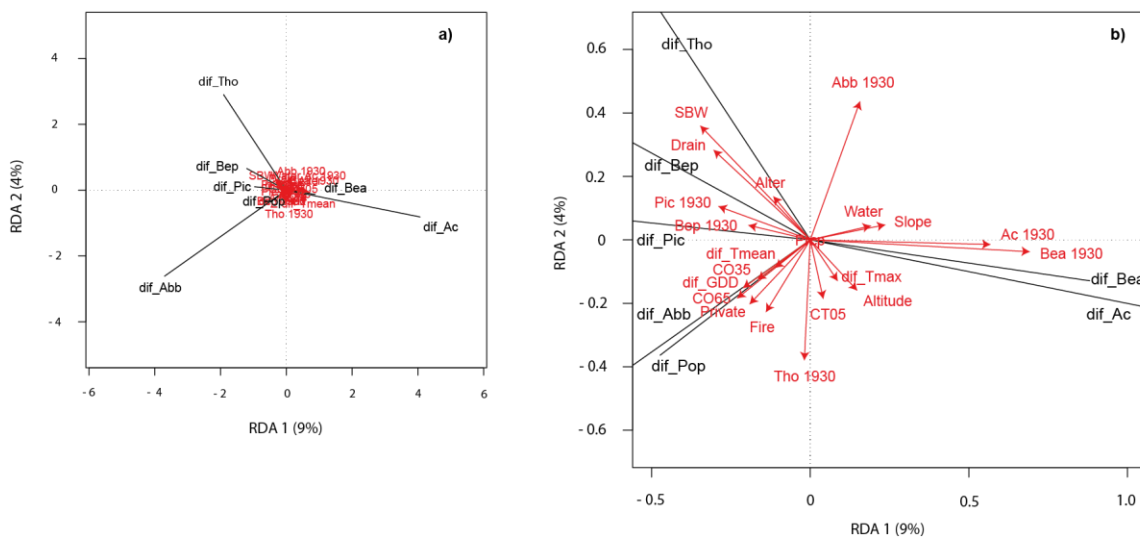 a)
4
2
0
- 2
- 4
RDA 2 (4%)
dif_Tho
dif_Bep
dif_Pic
dif_Pop
dif_Bea
dif_Ac
dif_Abb
SBW
Abb 1930
Tmean
Tho 1930
- 6
- 4
- 2
0
2
4
6
RDA 1 (9%)
b)
0.6
0.4
0.2
0
- 0.2
- 0.4
- 0.6
RDA 2 (4%)
dif_Tho
Abb 1930
SBW
Drain
dif_Bep
Alter
Pic 1930
Water
Slope
Bop 1930
Ac 1930
dif_Pic
Bea 1930
dif_Tmean
CO35
dif_Tmax
dif_Bea
dif_GDD
CO65
Altitude
dif_Abb
Private
CT05
dif_Ac
Fire
dif_Pop
Tho 1930
- 0.5
0
0.5
1.0
RDA 1 (9%)